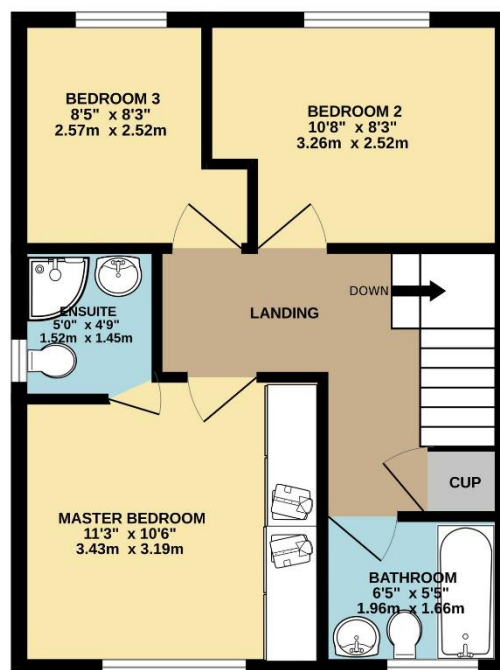 BEDROOM 3
8'5" x 8'3"
2.57m x 2.52m
BEDROOM 2
10'8" x 8'3"
3.26m x 2.52m
ENSUITE
5'0" x 4'9"
1.52m x 1.45m
DOWN
LANDING
CUP
MASTER BEDROOM
11'3" x 10'6"
3.43m x 3.19m
BATHROOM
6'5" x 5'5"
1.96m x 1.66m